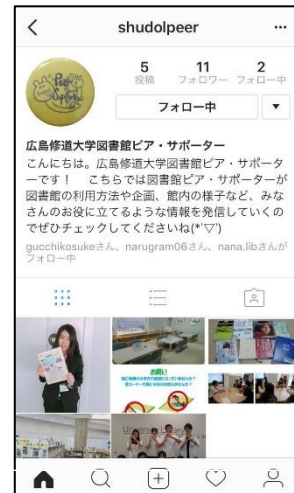 shudolpeer
Peer
Supporter
5 11 2
投稿 フォロワー フォロー中
フォロー中
広島修道大学図書館ピア・サポーター
こんにちは。広島修道大学図書館ピア・サポータ
ーです！ こちらでは図書館ピア・サポーターが
図書館の利用方法や企画、館内の様子など、みな
さんのお役に立てるような情報を発信していくの
でぜひチェックしてくださいね(*'▽')
gucchikosukeさん、narugram06さん、nana.libさんが
フォロー中
お願い
University Library